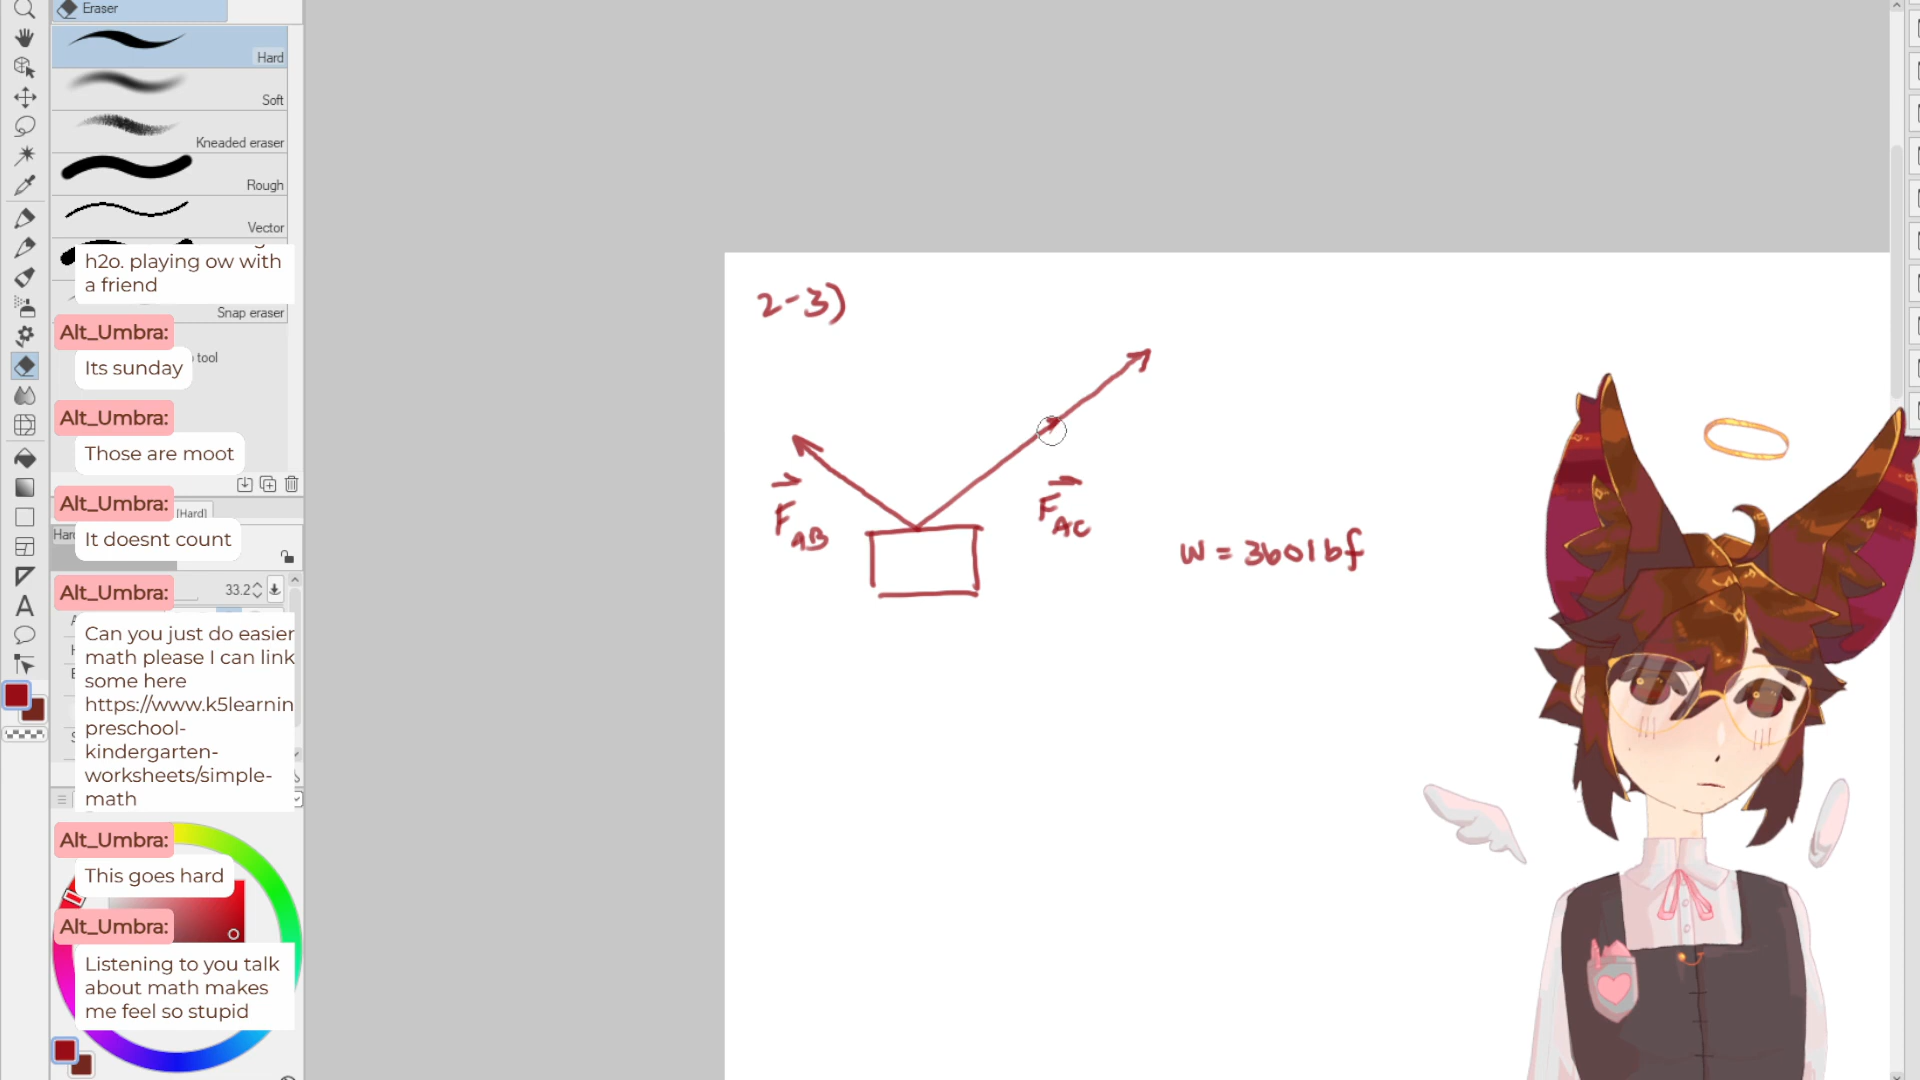 Eraser
Hard
Soft
Kneaded eraser
Rough
Vector
h2o. playing ow with
a friend
Snap eraser
Alt_Umbra:
tool
Its sunday
Alt_Umbra:
Those are moot
Alt_Umbra:
[Hard]
Hard
It doesnt count
Alt_Umbra:
33.2
Can you just do easier
math please I can link
some here
https://www.k5learnin
preschool-
kindergarten-
worksheets/simple-
math
Alt_Umbra:
This goes hard
Alt_Umbra:
Listening to you talk
about math makes
me feel so stupid
2-3)
F AB
F AC
W = 360lbf